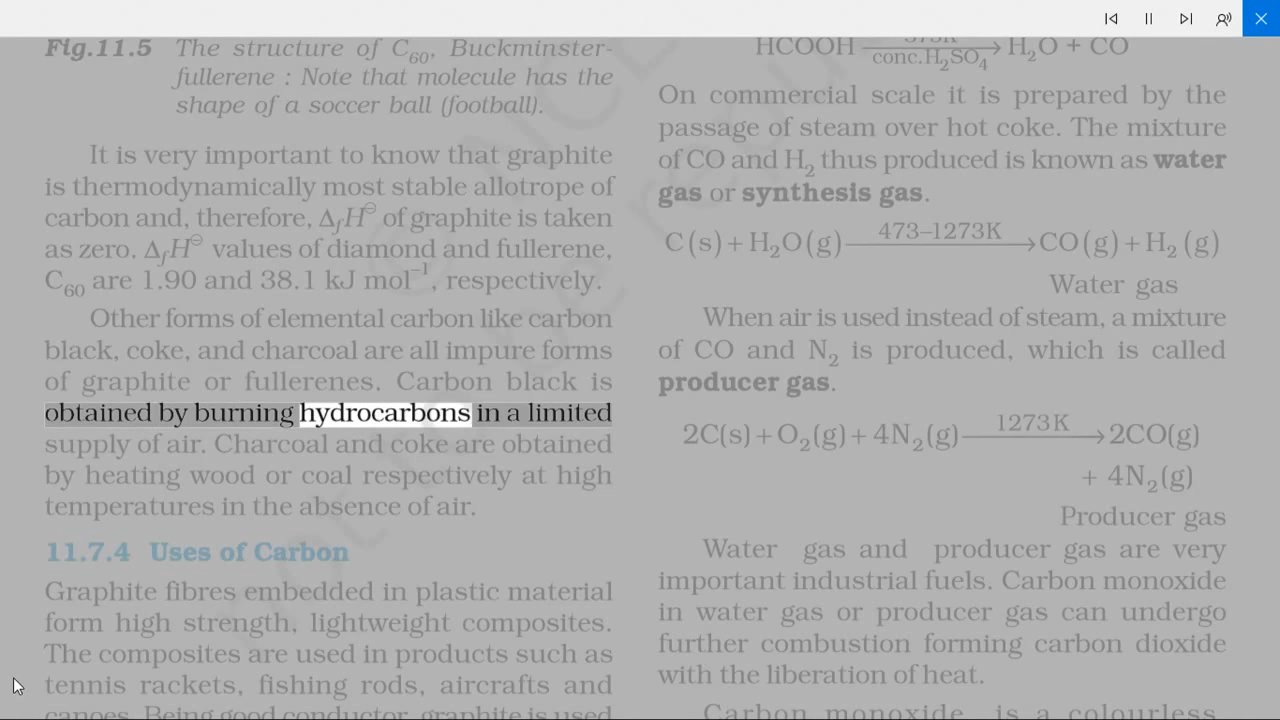 Fig.11.5 The structure of C60, Buckminster-
fullerene : Note that molecule has the
shape of a soccer ball (football).
It is very important to know that graphite
is thermodynamically most stable allotrope of
carbon and, therefore, ΔfH⊖ of graphite is taken
as zero. ΔfH⊖ values of diamond and fullerene,
C60 are 1.90 and 38.1 kJ mol–1, respectively.
Other forms of elemental carbon like carbon
black, coke, and charcoal are all impure forms
of graphite or fullerenes. Carbon black is
obtained by burning hydrocarbons in a limited
supply of air. Charcoal and coke are obtained
by heating wood or coal respectively at high
temperatures in the absence of air.
11.7.4 Uses of Carbon
Graphite fibres embedded in plastic material
form high strength, lightweight composites.
The composites are used in products such as
tennis rackets, fishing rods, aircrafts and
canoes. Being good conductor, graphite is used
373K
HCOOH ⟶ H2O + CO
conc.H2SO4
On commercial scale it is prepared by the
passage of steam over hot coke. The mixture
of CO and H2 thus produced is known as water
gas or synthesis gas.
473–1273K
C(s) + H2O(g) ⟶ CO(g) + H2(g)
Water gas
When air is used instead of steam, a mixture
of CO and N2 is produced, which is called
producer gas.
1273K
2C(s) + O2(g) + 4N2(g) ⟶ 2CO(g)
+ 4N2(g)
Producer gas
Water gas and producer gas are very
important industrial fuels. Carbon monoxide
in water gas or producer gas can undergo
further combustion forming carbon dioxide
with the liberation of heat.
Carbon monoxide is a colourless,